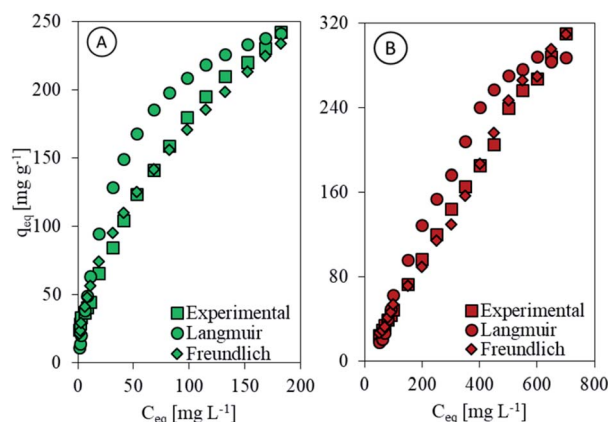 A
250
200
150
100
50
0
0
50
100
150
200
q_eq [mg g⁻¹]
C_eq [mg L⁻¹]
Experimental
Langmuir
Freundlich
B
320
240
160
80
0
0
200
400
600
800
C_eq [mg L⁻¹]
Experimental
Langmuir
Freundlich